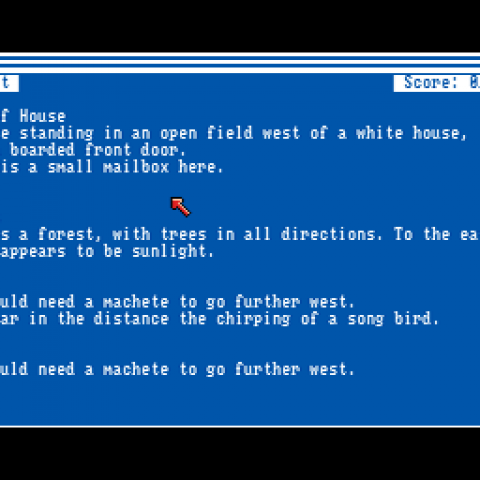 t Score: 0
f House
e standing in an open field west of a white house,
boarded front door.
is a small mailbox here.
s a forest, with trees in all directions. To the ea
appears to be sunlight.
uld need a machete to go further west.
ar in the distance the chirping of a song bird.
uld need a machete to go further west.